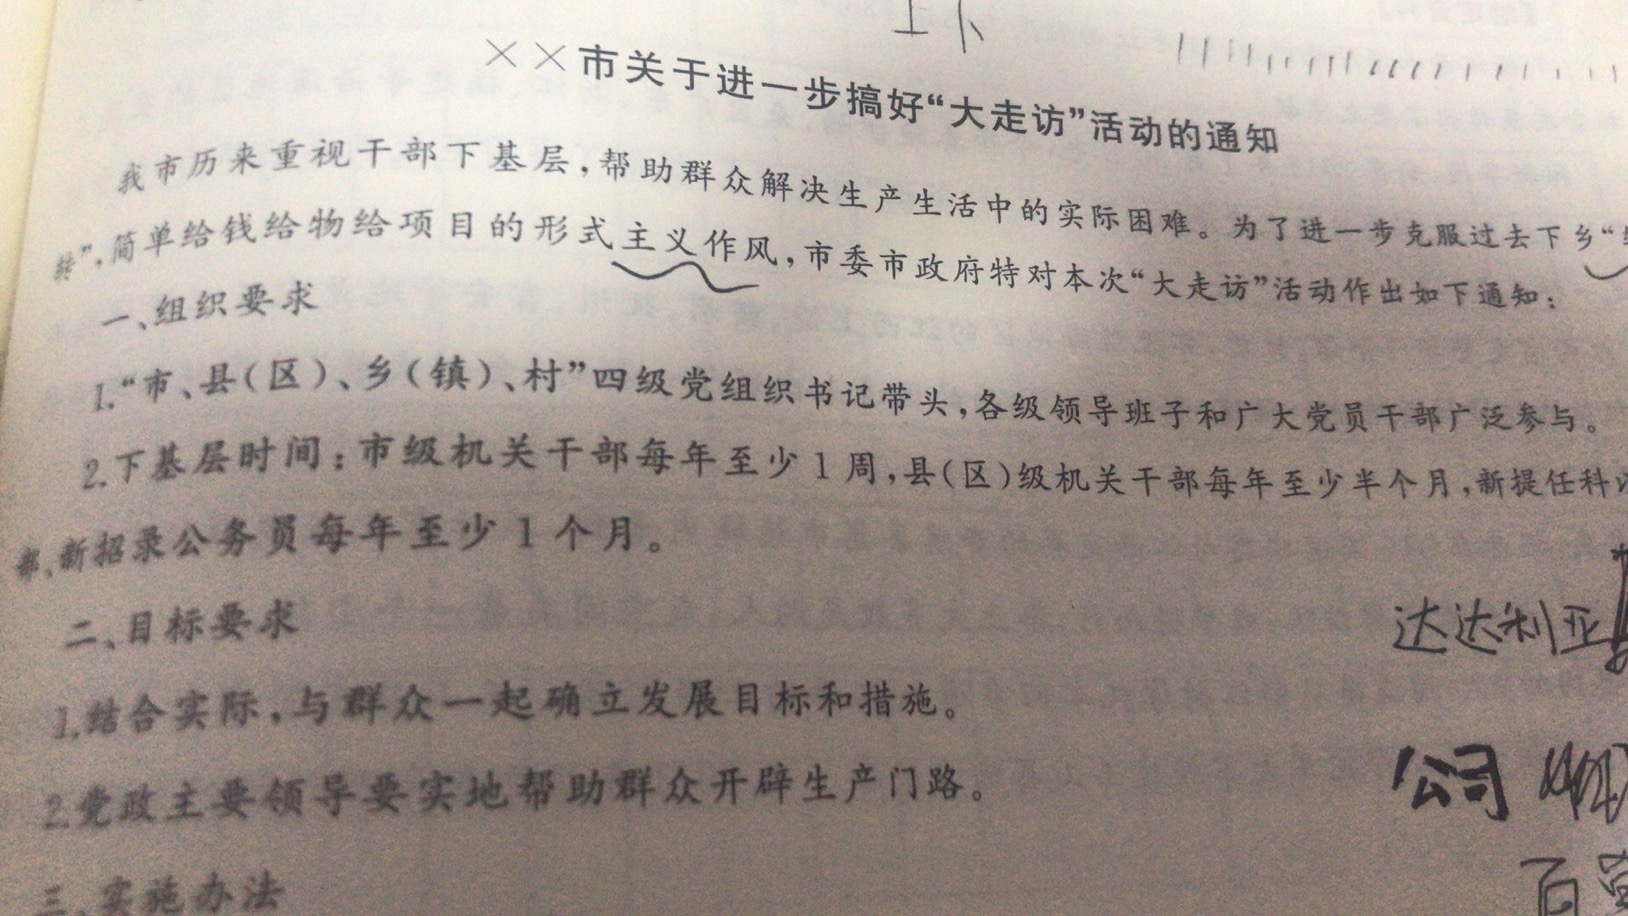 上下
××市关于进一步搞好“大走访”活动的通知
我市历来重视干部下基层，帮助群众解决生产生活中的实际困难。为了进一步克服过去下乡“
转”，简单给钱给物给项目的形式主义作风，市委市政府特对本次“大走访”活动作出如下通知：
一、组织要求
1.“市、县（区）、乡（镇）、村”四级党组织书记带头，各级领导班子和广大党员干部广泛参与。
2.下基层时间：市级机关干部每年至少1周，县（区）级机关干部每年至少半个月，新提任科
部、新招录公务员每年至少1个月。
二、目标要求
达达利亚
1.结合实际，与群众一起确立发展目标和措施。
2.党政主要领导要实地帮助群众开辟生产门路。
公司
三、实施办法
百